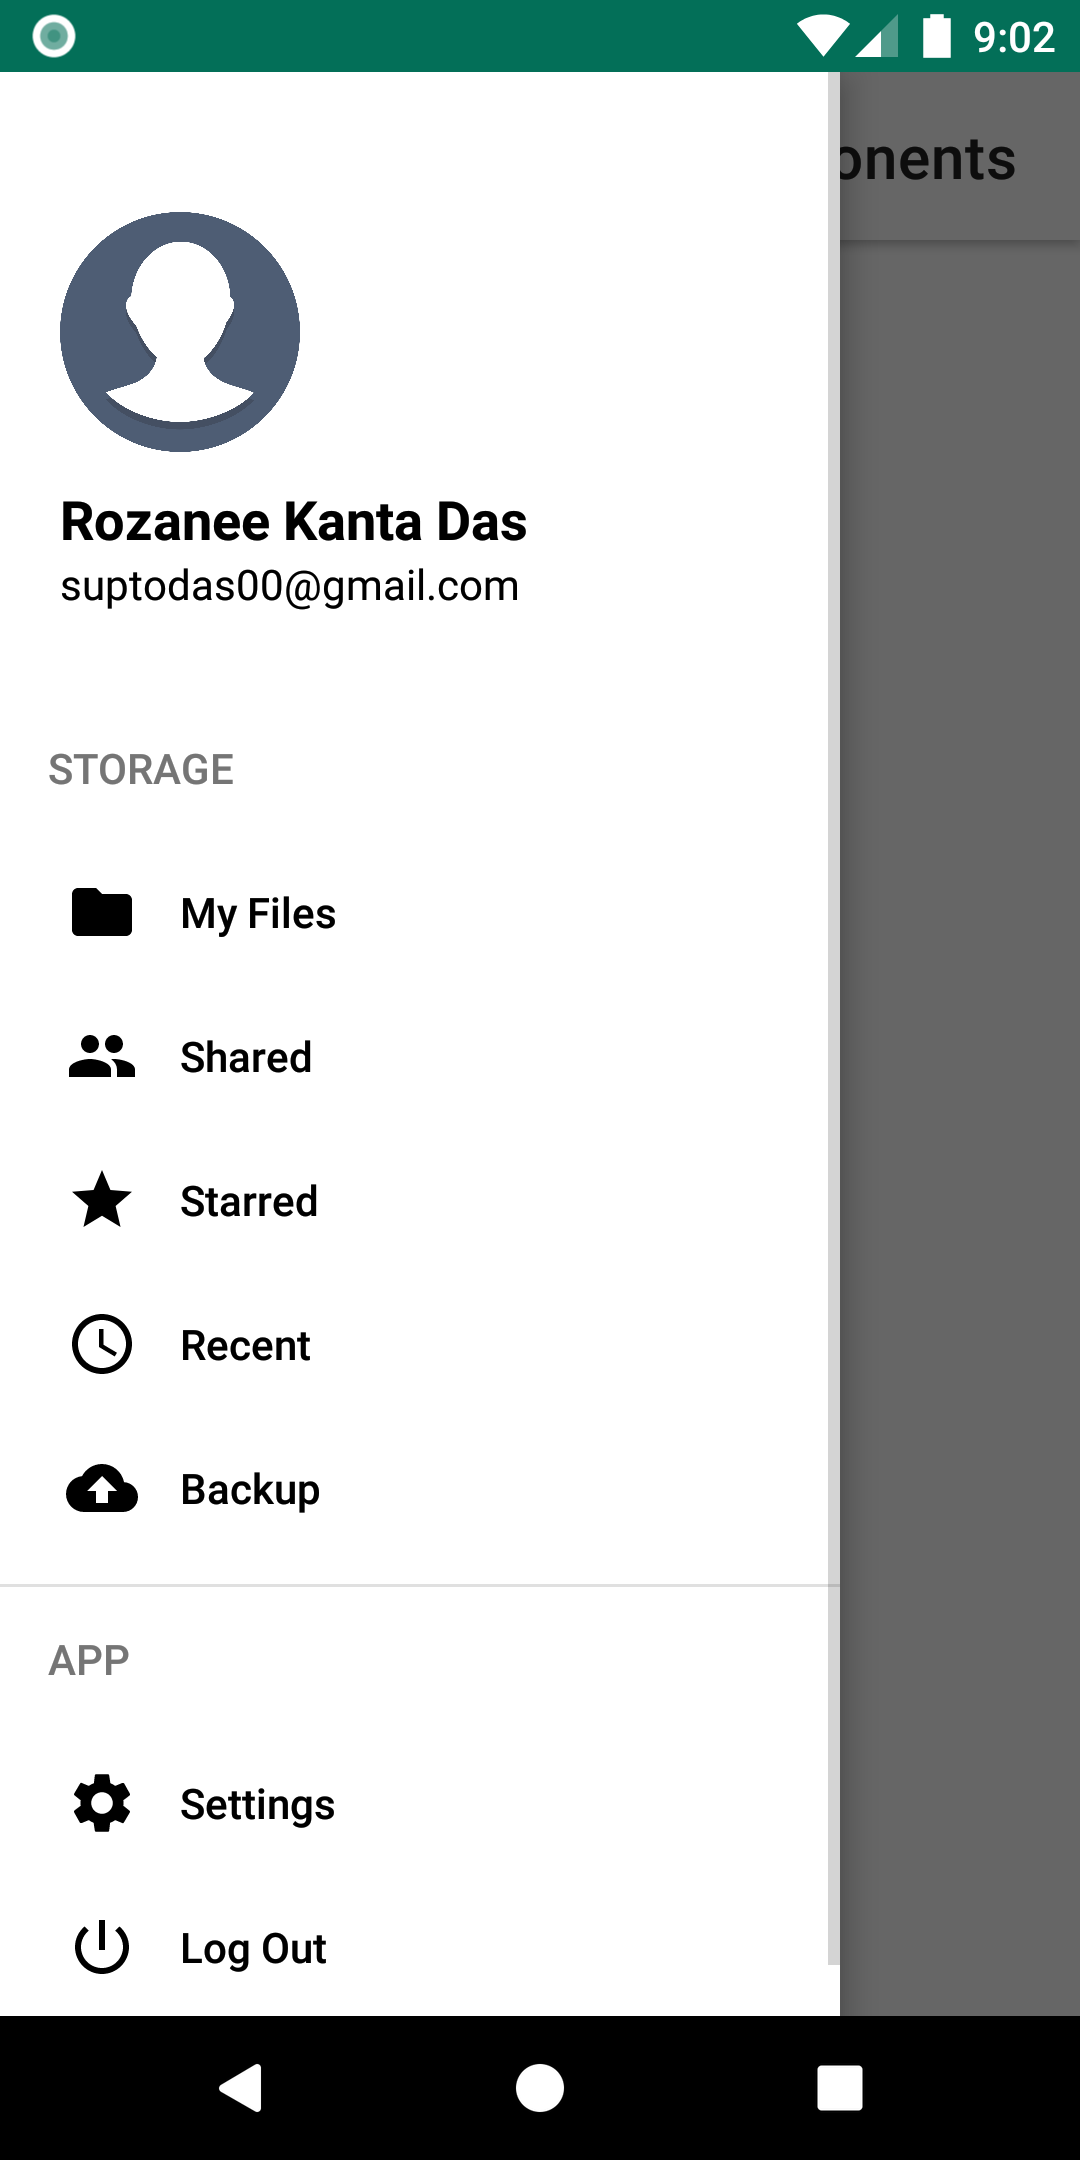 9:02
onents
Rozanee Kanta Das
suptodas00@gmail.com
STORAGE
My Files
Shared
Starred
Recent
Backup
APP
Settings
Log Out